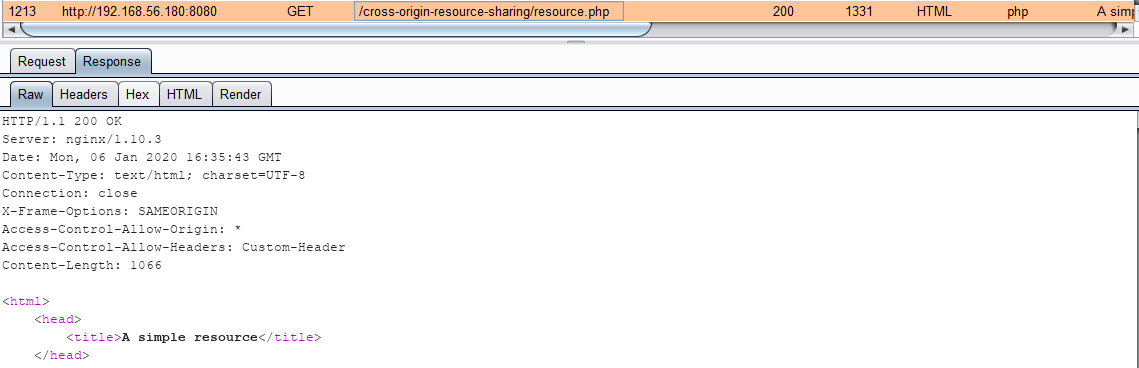 1213 http://192.168.56.180:8080 GET /cross-origin-resource-sharing/resource.php 200 1331 HTML php A simp
Request Response
Raw Headers Hex HTML Render
HTTP/1.1 200 OK
Server: nginx/1.10.3
Date: Mon, 06 Jan 2020 16:35:43 GMT
Content-Type: text/html; charset=UTF-8
Connection: close
X-Frame-Options: SAMEORIGIN
Access-Control-Allow-Origin: *
Access-Control-Allow-Headers: Custom-Header
Content-Length: 1066
<html>
<head>
<title>A simple resource</title>
</head>